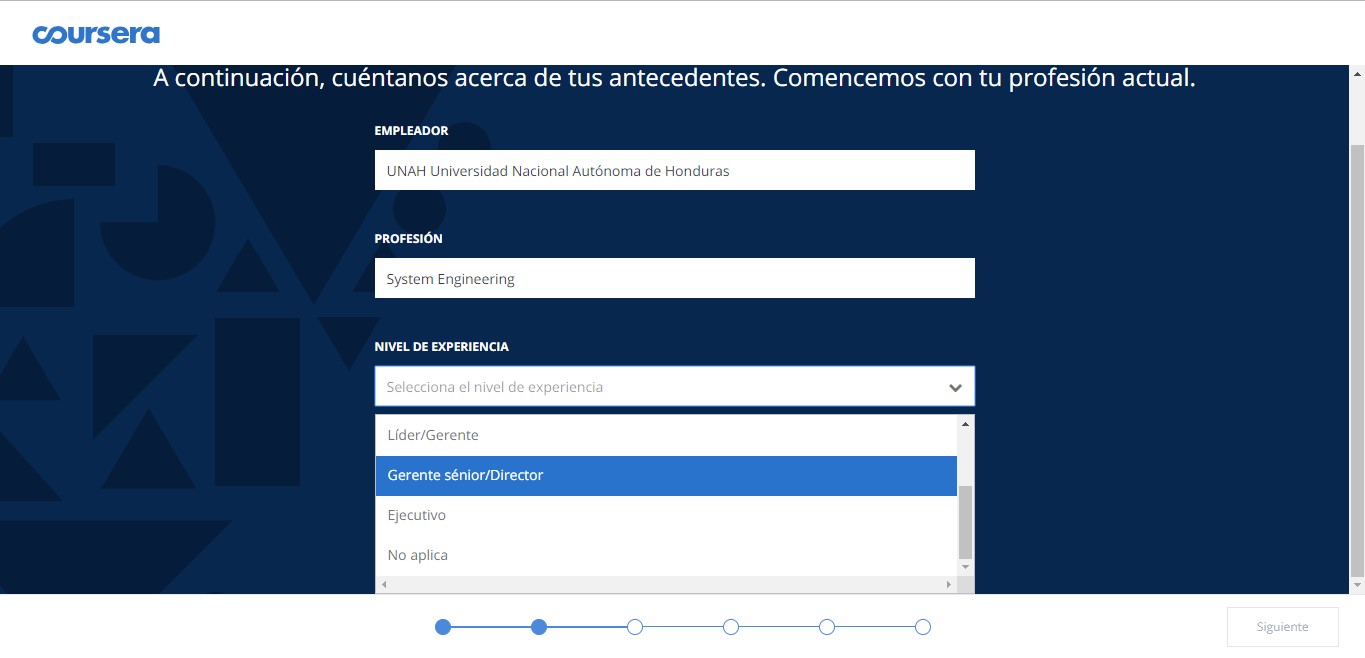 coursera
A continuación, cuéntanos acerca de tus antecedentes. Comencemos con tu profesión actual.
EMPLEADOR
UNAH Universidad Nacional Autónoma de Honduras
PROFESIÓN
System Engineering
NIVEL DE EXPERIENCIA
Selecciona el nivel de experiencia
Líder/Gerente
Gerente sénior/Director
Ejecutivo
No aplica
Siguiente